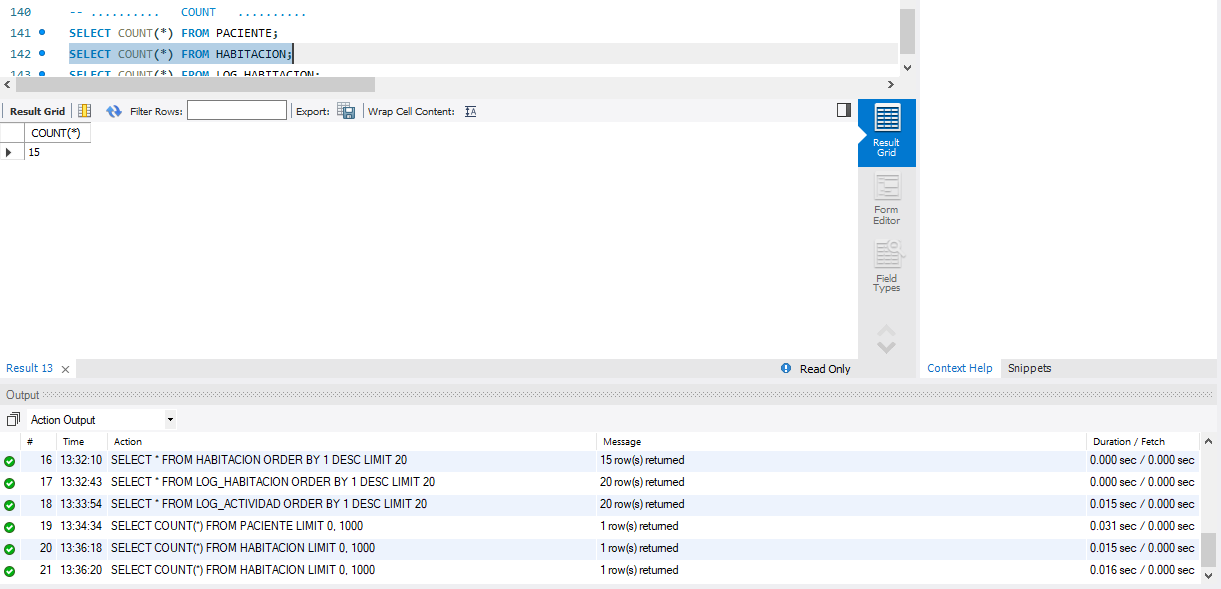 140 -- .......... COUNT ..........
141 SELECT COUNT(*) FROM PACIENTE;
142 SELECT COUNT(*) FROM HABITACION;
143 SELECT COUNT(*) FROM LOG_HABITACION;
Result Grid Filter Rows: Export: Wrap Cell Content:
COUNT(*)
15
Result
Grid
Form
Editor
Field
Types
Result 13
Read Only
Context Help Snippets
Output
Action Output
# Time Action Message Duration / Fetch
16 13:32:10 SELECT * FROM HABITACION ORDER BY 1 DESC LIMIT 20 15 row(s) returned 0.000 sec / 0.000 sec
17 13:32:43 SELECT * FROM LOG_HABITACION ORDER BY 1 DESC LIMIT 20 20 row(s) returned 0.000 sec / 0.000 sec
18 13:33:54 SELECT * FROM LOG_ACTIVIDAD ORDER BY 1 DESC LIMIT 20 20 row(s) returned 0.015 sec / 0.000 sec
19 13:34:34 SELECT COUNT(*) FROM PACIENTE LIMIT 0, 1000 1 row(s) returned 0.031 sec / 0.000 sec
20 13:36:18 SELECT COUNT(*) FROM HABITACION LIMIT 0, 1000 1 row(s) returned 0.015 sec / 0.000 sec
21 13:36:20 SELECT COUNT(*) FROM HABITACION LIMIT 0, 1000 1 row(s) returned 0.016 sec / 0.000 sec